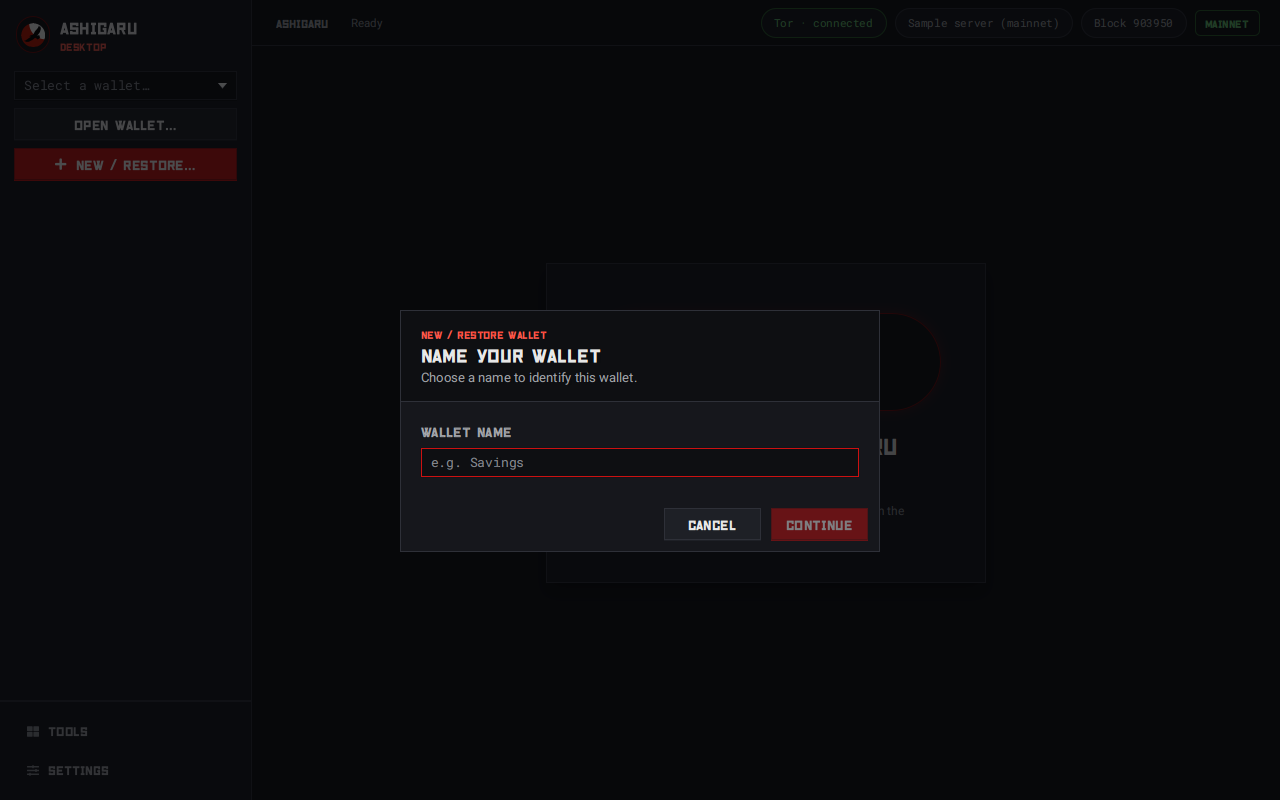 ASHIGARU
DESKTOP
Select a wallet…
OPEN WALLET...
+ NEW / RESTORE...
TOOLS
SETTINGS
ASHIGARU Ready Tor · connected Sample server (mainnet) Block 903950 MAINNET
NEW / RESTORE WALLET
NAME YOUR WALLET
Choose a name to identify this wallet.
WALLET NAME
e.g. Savings
CANCEL CONTINUE
the